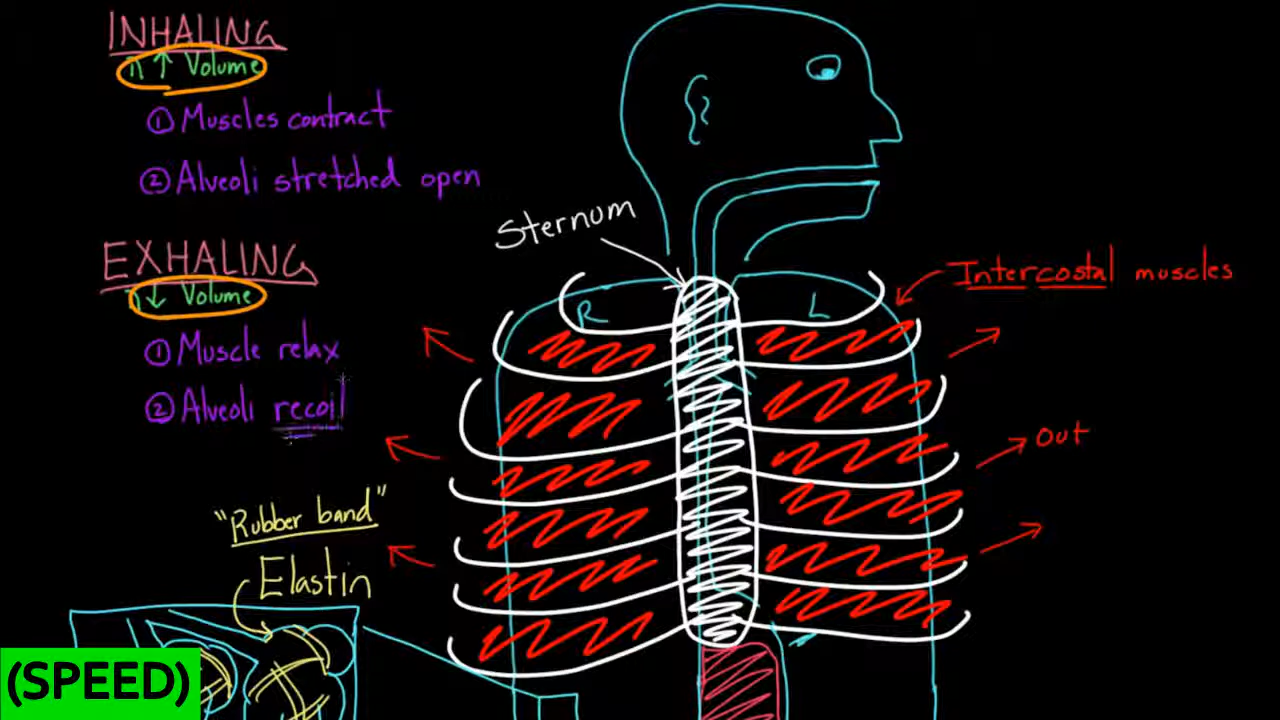 INHALING
↑ Volume
① Muscles contract
② Alveoli stretched open
EXHALING
↓ Volume
① Muscle relax
② Alveoli recoil
"Rubber band"
Elastin
Sternum
R
L
Intercostal muscles
Out
(SPEED)